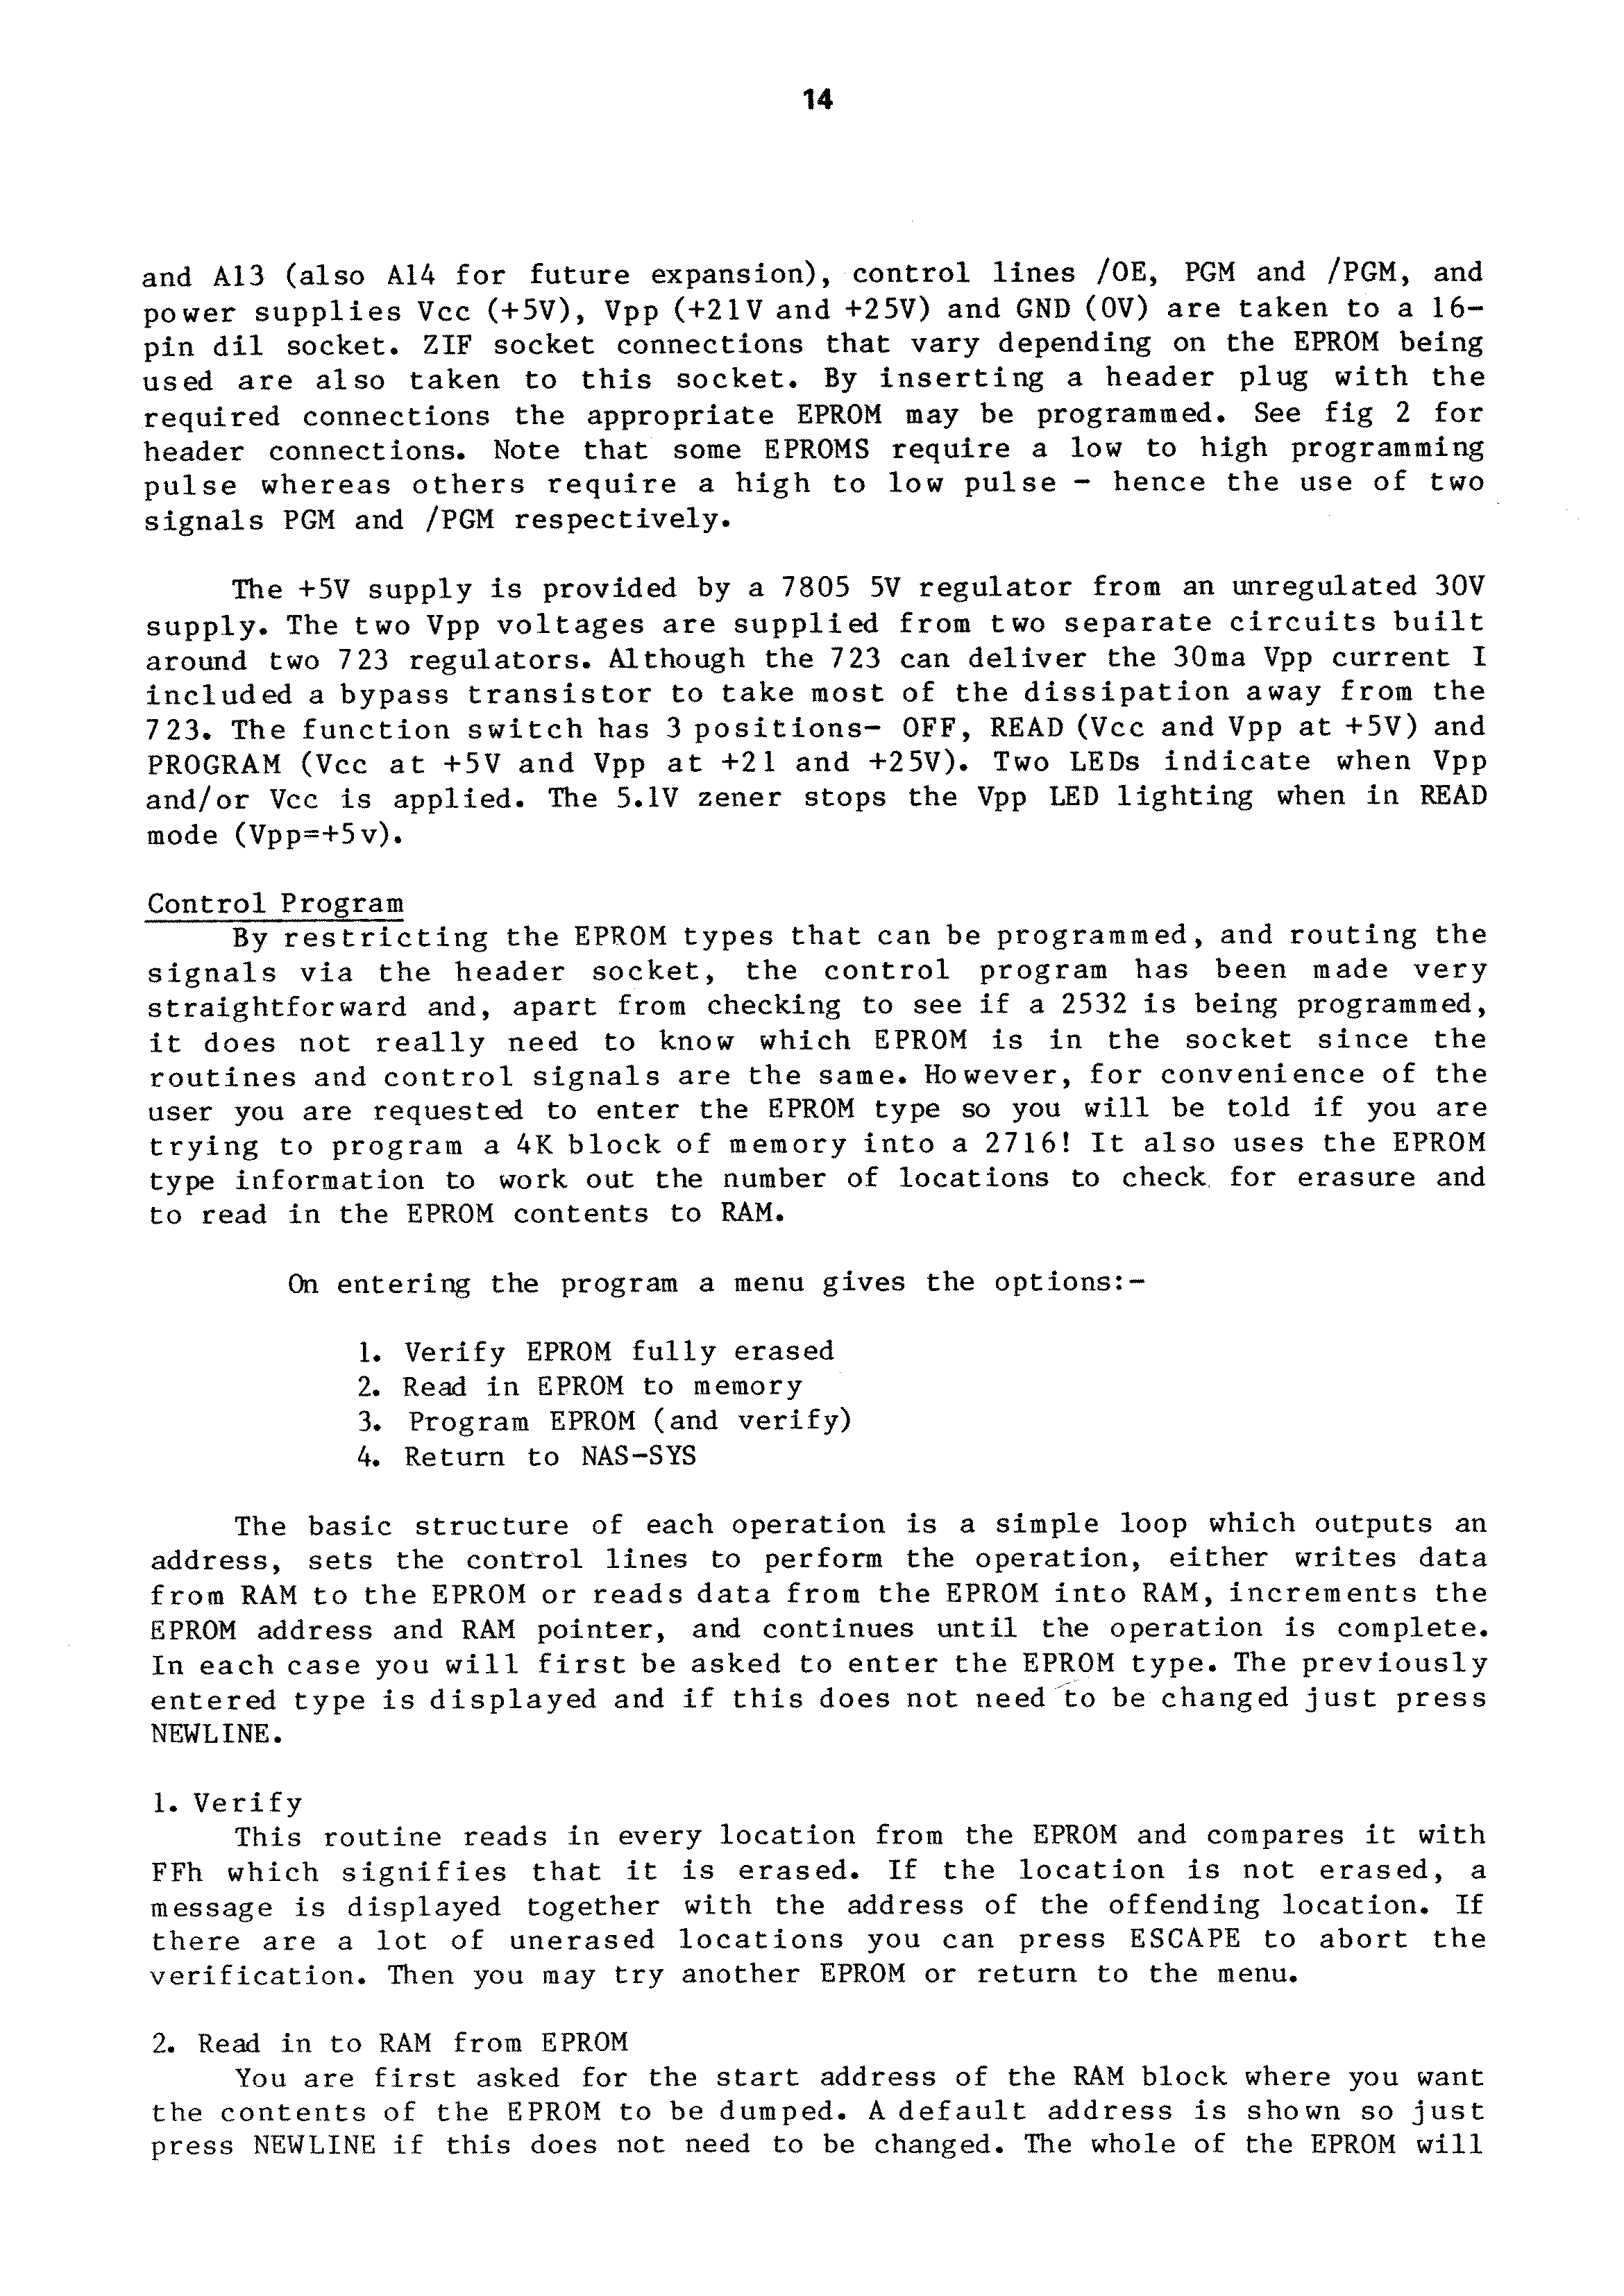 14
and A13 (also A14 for future expansion), control lines /OE, PGM and /PGM, and
power supplies Vcc (+5V), Vpp (+21V and +25V) and GND (0V) are taken to a 16-
pin dil socket. ZIF socket connections that vary depending on the EPROM being
used are also taken to this socket. By inserting a header plug with the
required connections the appropriate EPROM may be programmed. See fig 2 for
header connections. Note that some EPROMS require a low to high programming
pulse whereas others require a high to low pulse - hence the use of two
signals PGM and /PGM respectively.
The +5V supply is provided by a 7805 5V regulator from an unregulated 30V
supply. The two Vpp voltages are supplied from two separate circuits built
around two 723 regulators. Although the 723 can deliver the 30ma Vpp current I
included a bypass transistor to take most of the dissipation away from the
723. The function switch has 3 positions- OFF, READ (Vcc and Vpp at +5V) and
PROGRAM (Vcc at +5V and Vpp at +21 and +25V). Two LEDs indicate when Vpp
and/or Vcc is applied. The 5.1V zener stops the Vpp LED lighting when in READ
mode (Vpp=+5v).
Control Program
By restricting the EPROM types that can be programmed, and routing the
signals via the header socket, the control program has been made very
straightforward and, apart from checking to see if a 2532 is being programmed,
it does not really need to know which EPROM is in the socket since the
routines and control signals are the same. However, for convenience of the
user you are requested to enter the EPROM type so you will be told if you are
trying to program a 4K block of memory into a 2716! It also uses the EPROM
type information to work out the number of locations to check for erasure and
to read in the EPROM contents to RAM.
On entering the program a menu gives the options:-
1. Verify EPROM fully erased
2. Read in EPROM to memory
3. Program EPROM (and verify)
4. Return to NAS-SYS
The basic structure of each operation is a simple loop which outputs an
address, sets the control lines to perform the operation, either writes data
from RAM to the EPROM or reads data from the EPROM into RAM, increments the
EPROM address and RAM pointer, and continues until the operation is complete.
In each case you will first be asked to enter the EPROM type. The previously
entered type is displayed and if this does not need to be changed just press
NEWLINE.
1. Verify
This routine reads in every location from the EPROM and compares it with
FFh which signifies that it is erased. If the location is not erased, a
message is displayed together with the address of the offending location. If
there are a lot of unerased locations you can press ESCAPE to abort the
verification. Then you may try another EPROM or return to the menu.
2. Read in to RAM from EPROM
You are first asked for the start address of the RAM block where you want
the contents of the EPROM to be dumped. A default address is shown so just
press NEWLINE if this does not need to be changed. The whole of the EPROM will